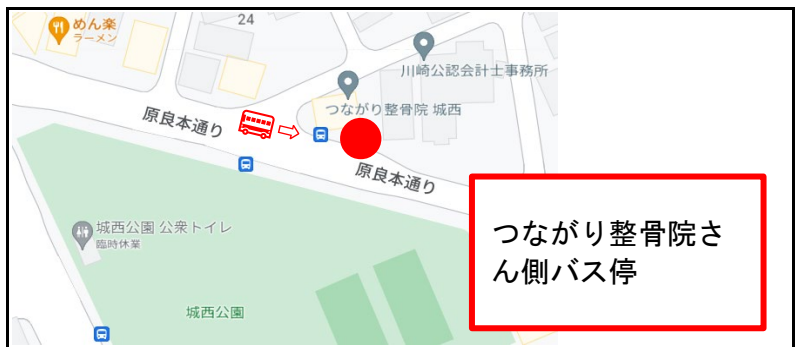 めん楽
ラーメン
24
川崎公認会計士事務所
つながり整骨院 城西
原良本通り
原良本通り
城西公園 公衆トイレ
臨時休業
城西公園
つながり整骨院さ
ん側バス停